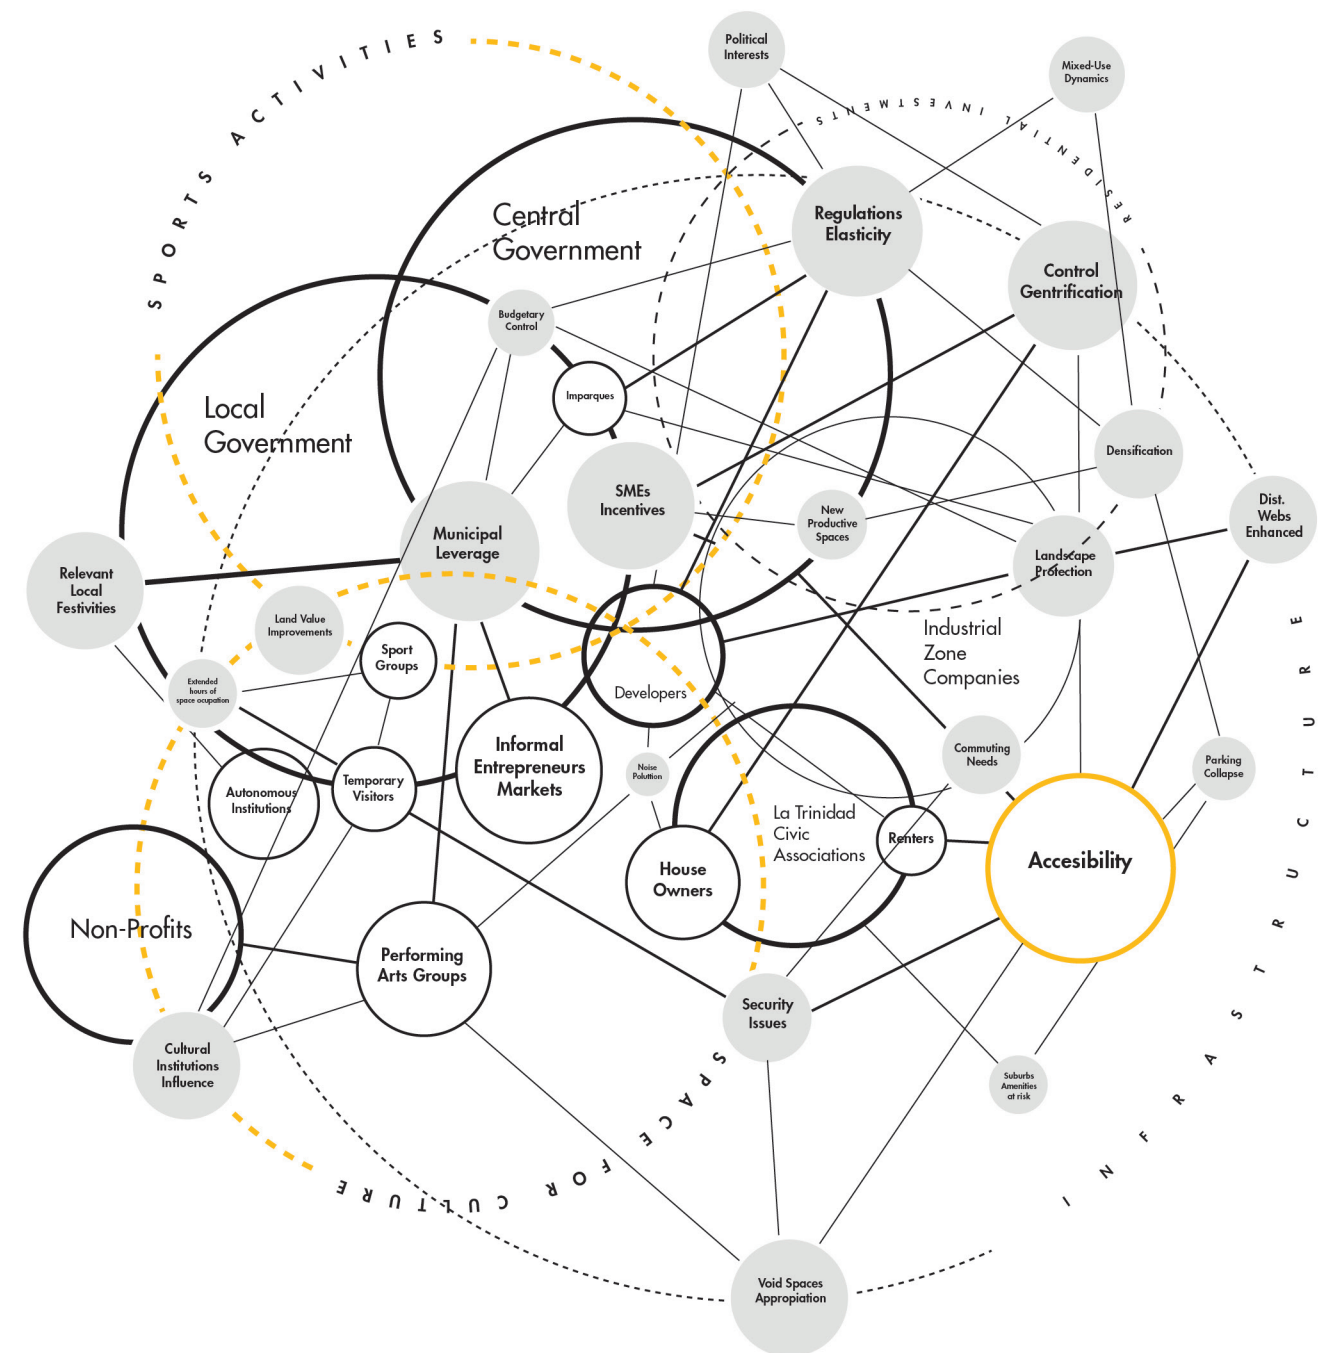 SPORTS ACTIVITIES
Political
Interests
Mixed-Use
Dynamics
RESIDENTIAL INVESTMENTS
Central
Government
Regulations
Elasticity
Control
Gentrification
Budgetary
Control
Imparques
Local
Government
Densification
SMEs
Incentives
New
Productive
Spaces
Dist.
Webs
Enhanced
Municipal
Leverage
Landscape
Protection
Relevant
Local
Festivities
Land Value
Improvements
Sport
Groups
Industrial
Zone
Companies
Extended
hours of
space ocupation
Developers
Informal
Entrepreneurs
Markets
Noise
Polution
Commuting
Needs
Parking
Collapse
Autonomous
Institutions
Temporary
Visitors
La Trinidad
Civic
Associations
Renters
Accesibility
House
Owners
Non-Profits
Performing
Arts Groups
Security
Issues
Cultural
Institutions
Influence
Suburbs
Amenities
at risk
SPACE FOR CULTURE
INFRASTRUCTURE
Void Spaces
Appropiation